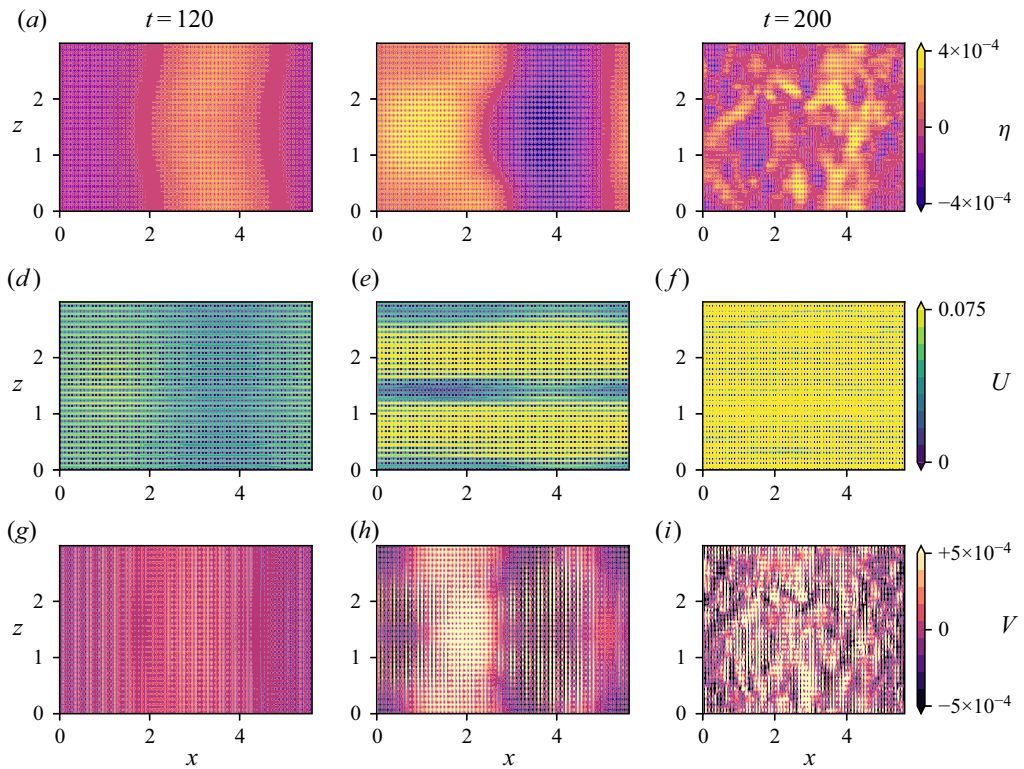 (a) t = 120 t = 200
4×10⁻⁴
2
z 0 η
1
0 −4×10⁻⁴
0 2 4 0 2 4 0 2 4
(d) (e) (f)
0.075
2
z U
1
0 0
0 2 4 0 2 4 0 2 4
(g) (h) (i)
+5×10⁻⁴
2
z 0 V
1
0 −5×10⁻⁴
0 2 4 0 2 4 0 2 4
x x x